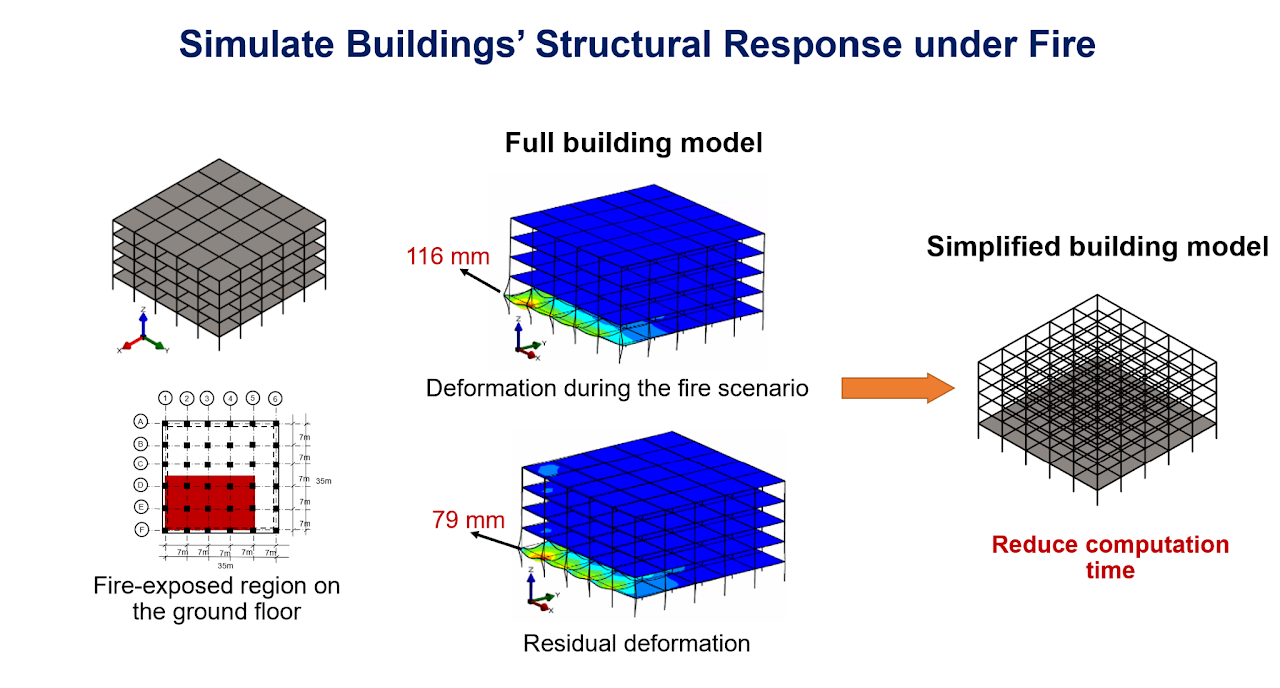 Simulate Buildings’ Structural Response under Fire
Full building model
116 mm
Z
Y
X
Deformation during the fire scenario
79 mm
Z
Y
X
Residual deformation
Z
X
Y
1 2 3 4 5 6
A
B
C
D
E
F
7m
7m
7m
7m
7m
35m
7m 7m 7m 7m 7m
35m
Fire-exposed region on
the ground floor
Simplified building model
Reduce computation
time